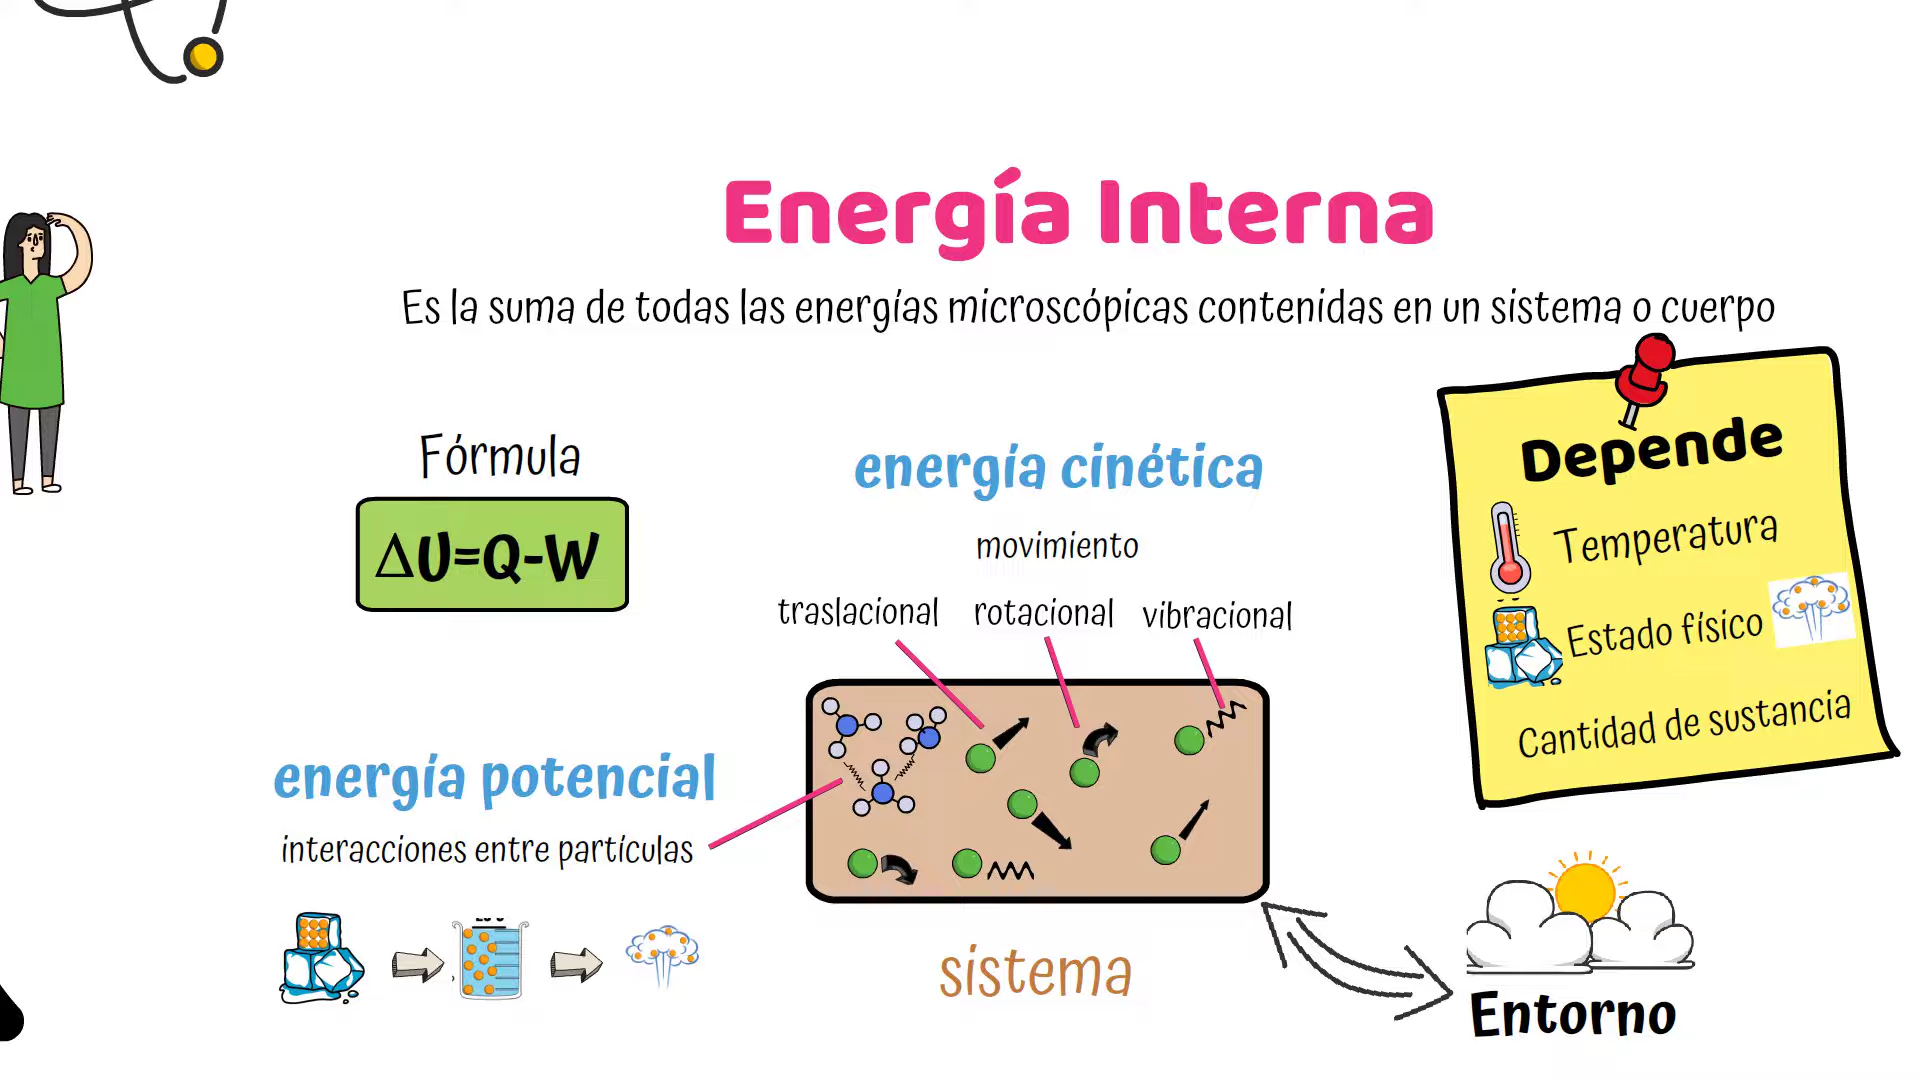 Energía Interna
Es la suma de todas las energías microscópicas contenidas en un sistema o cuerpo
Fórmula
ΔU=Q-W
energía cinética
movimiento
traslacional rotacional vibracional
energía potencial
interacciones entre partículas
sistema
Depende
Temperatura
Estado físico
Cantidad de sustancia
Entorno